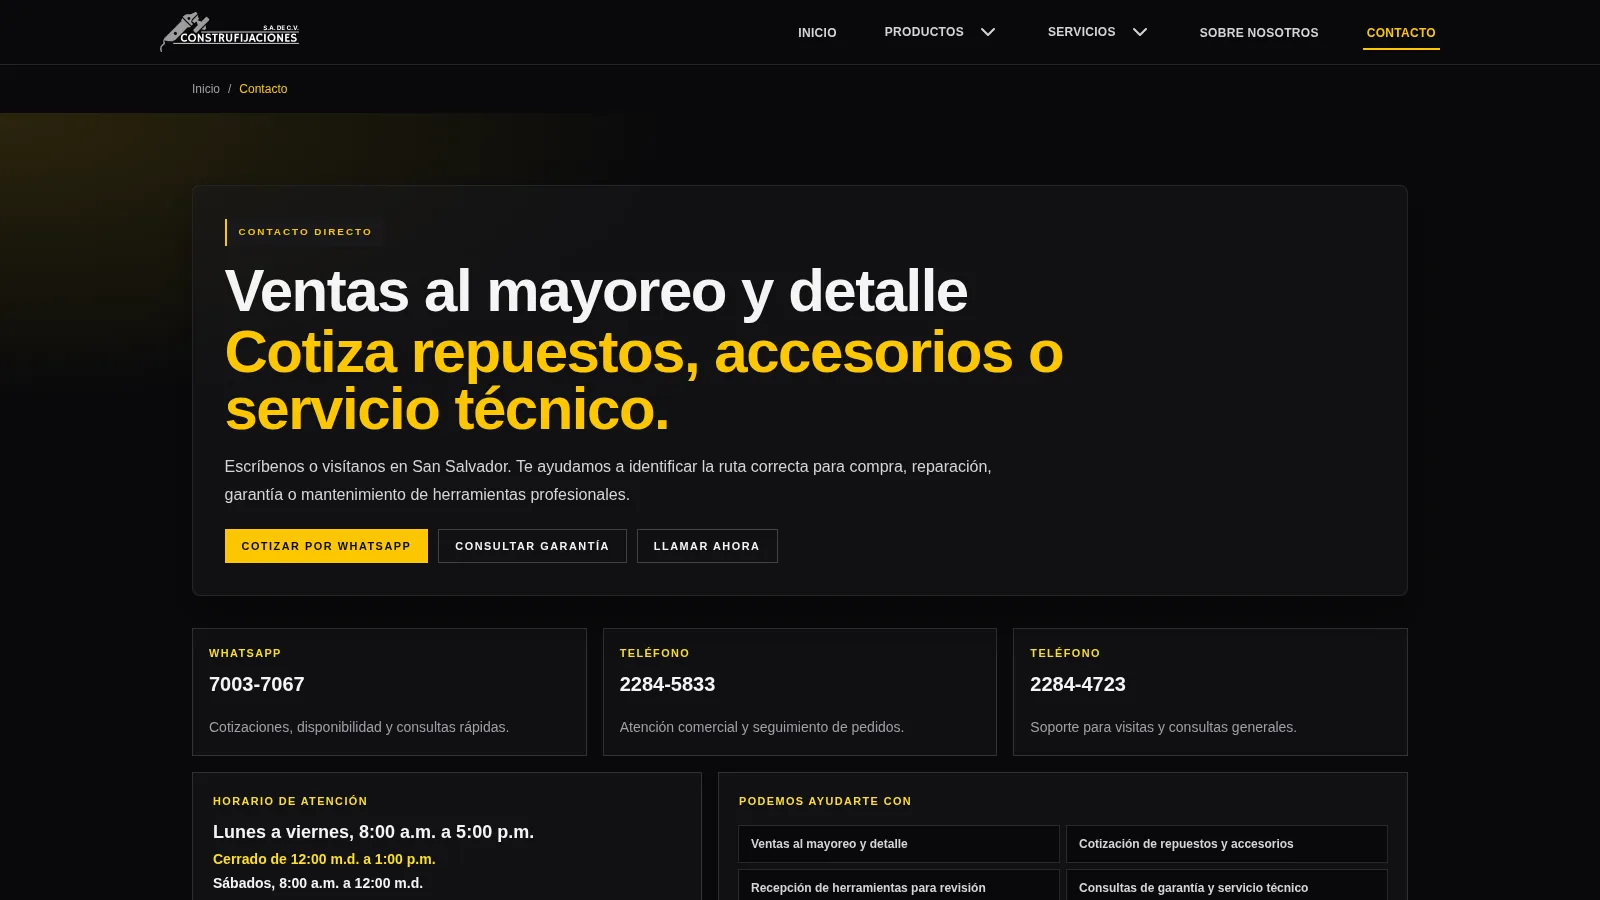 S.A. DE C.V.
CONSTRUFIJACIONES
INICIO
PRODUCTOS
SERVICIOS
SOBRE NOSOTROS
CONTACTO
Inicio / Contacto
CONTACTO DIRECTO
Ventas al mayoreo y detalle
Cotiza repuestos, accesorios o
servicio técnico.
Escríbenos o visítanos en San Salvador. Te ayudamos a identificar la ruta correcta para compra, reparación,
garantía o mantenimiento de herramientas profesionales.
COTIZAR POR WHATSAPP
CONSULTAR GARANTÍA
LLAMAR AHORA
WHATSAPP
7003-7067
Cotizaciones, disponibilidad y consultas rápidas.
TELÉFONO
2284-5833
Atención comercial y seguimiento de pedidos.
TELÉFONO
2284-4723
Soporte para visitas y consultas generales.
HORARIO DE ATENCIÓN
Lunes a viernes, 8:00 a.m. a 5:00 p.m.
Cerrado de 12:00 m.d. a 1:00 p.m.
Sábados, 8:00 a.m. a 12:00 m.d.
PODEMOS AYUDARTE CON
Ventas al mayoreo y detalle
Cotización de repuestos y accesorios
Recepción de herramientas para revisión
Consultas de garantía y servicio técnico